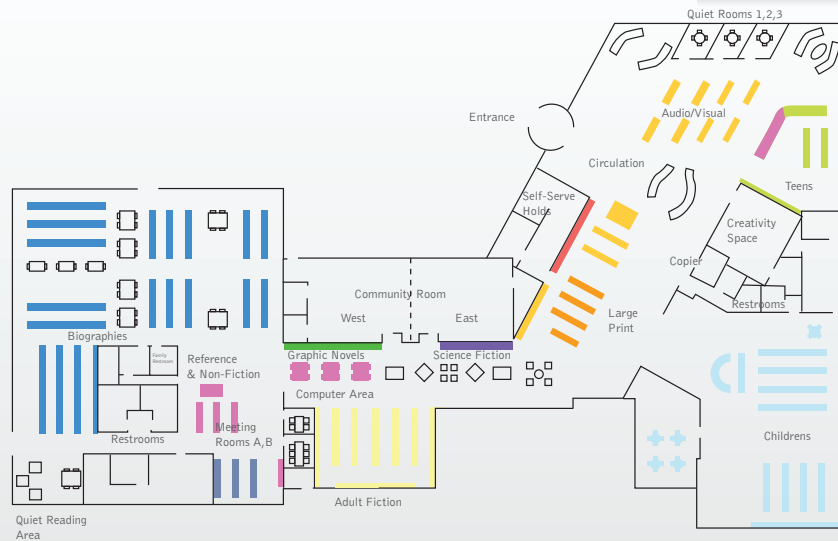 Quiet Rooms 1,2,3
Entrance
Audio/Visual
Circulation
Teens
Self-Serve
Holds
Creativity
Space
Copier
Restrooms
Community Room
West
East
Large
Print
Biographies
Family
Restroom
Reference
& Non-Fiction
Graphic Novels
Science Fiction
Computer Area
Restrooms
Meeting
Rooms A,B
Childrens
Adult Fiction
Quiet Reading
Area